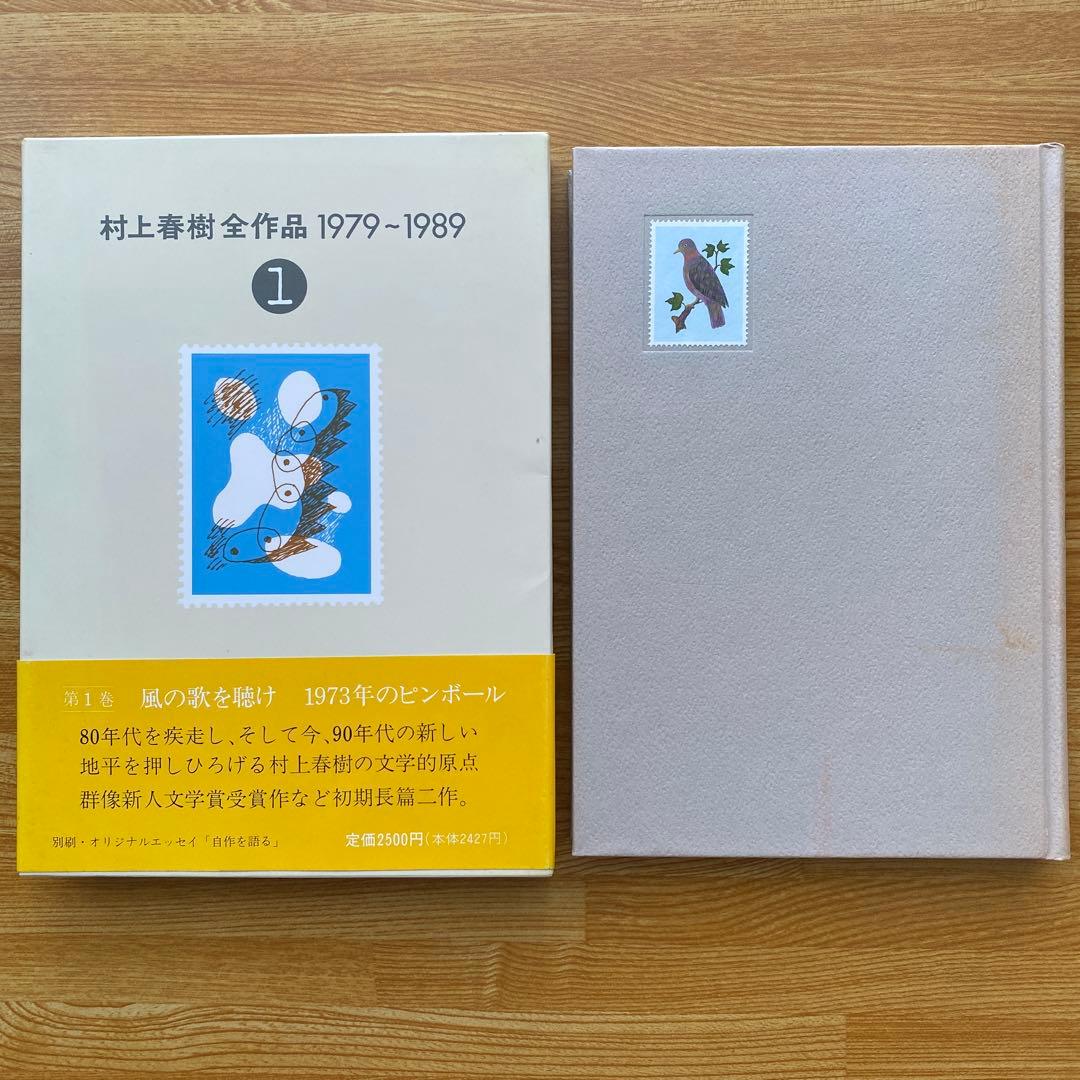 村上春樹 全作品 1979~1989
1
第1巻 風の歌を聴け 1973年のピンボール
80年代を疾走し、そして今、90年代の新しい
地平を押しひろげる村上春樹の文学的原点
群像新人文学賞受賞作など初期長篇二作。
別刷・オリジナルエッセイ「自作を語る」 定価2500円(本体2427円)